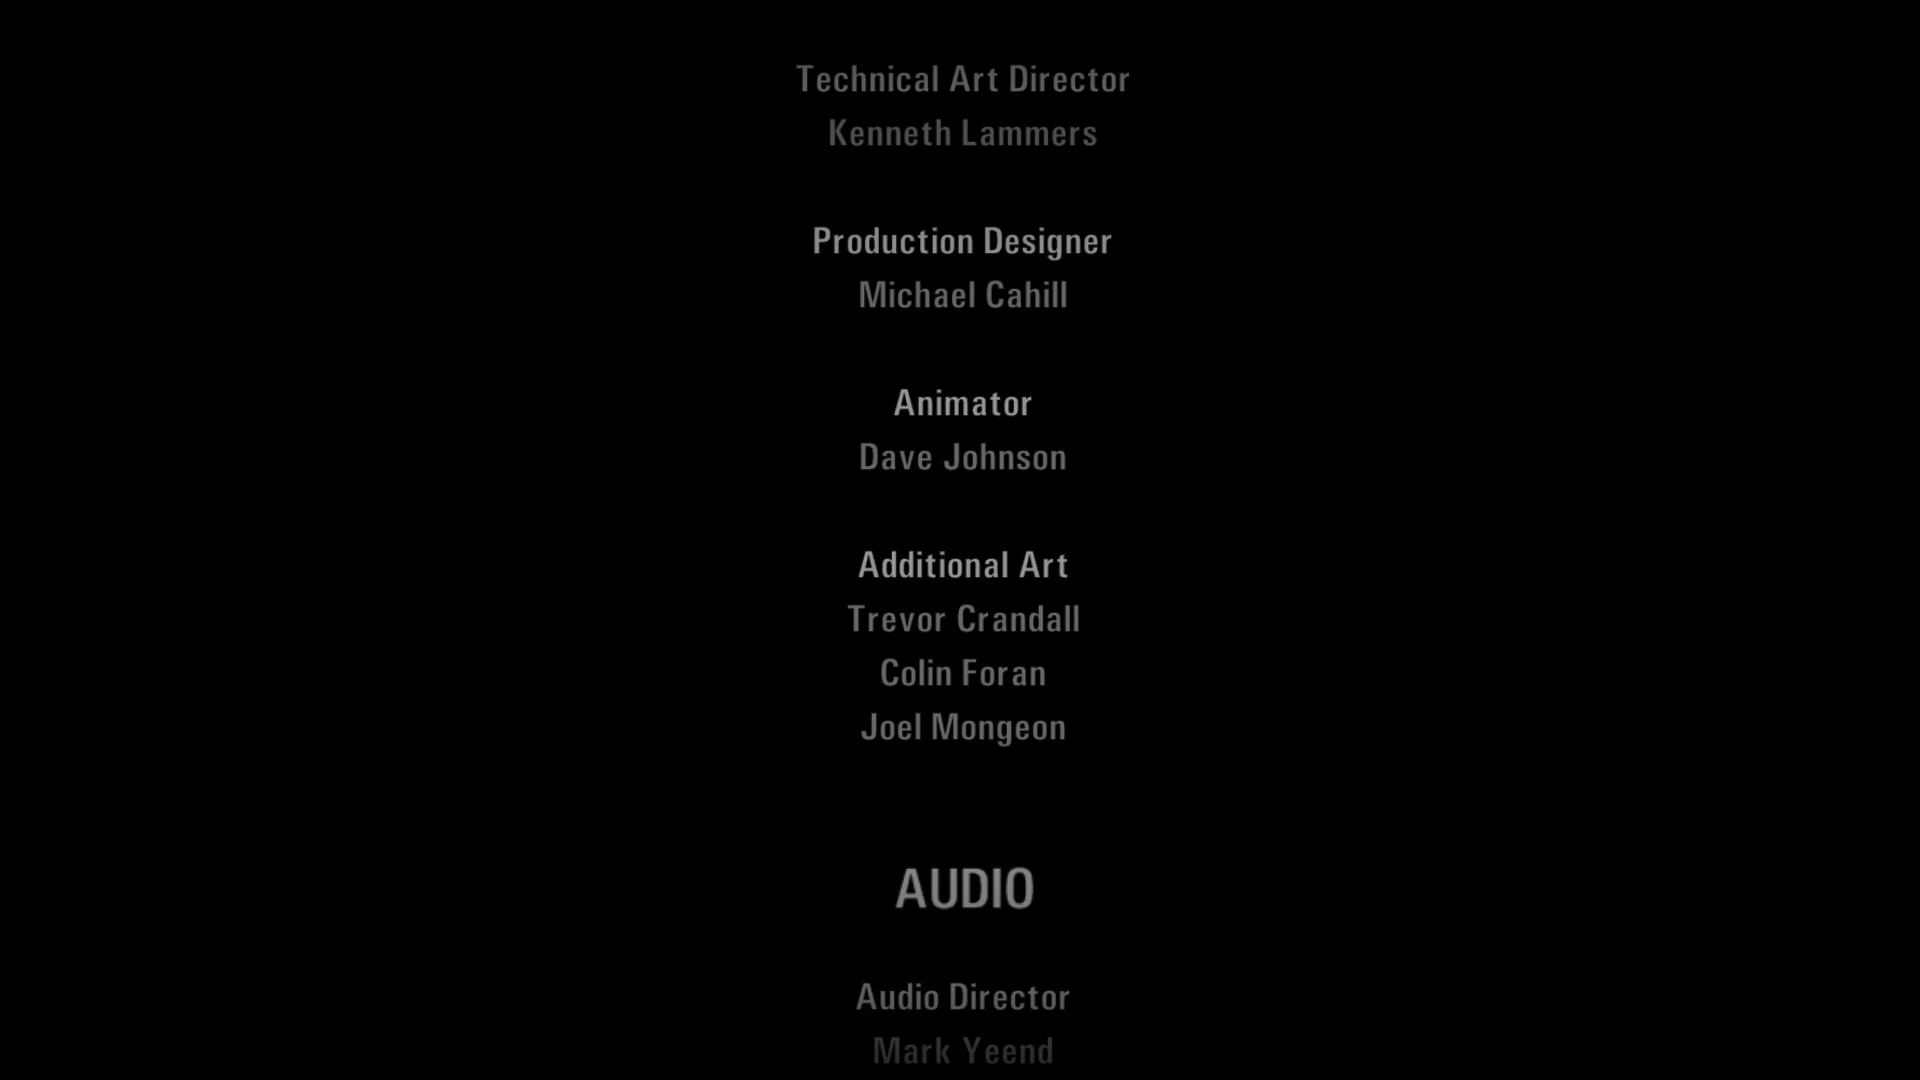 Technical Art Director
Kenneth Lammers
Production Designer
Michael Cahill
Animator
Dave Johnson
Additional Art
Trevor Crandall
Colin Foran
Joel Mongeon
AUDIO
Audio Director
Mark Yeend